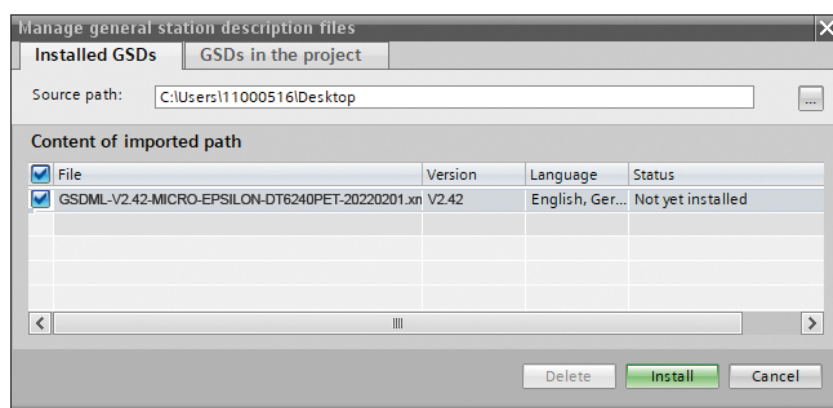 Manage general station description files
Installed GSDs GSDs in the project
Source path: C:\Users\11000516\Desktop ...
Content of imported path
File Version Language Status
GSDML-V2.42-MICRO-EPSILON-DT6240PET-20220201.xn V2.42 English, Ger... Not yet installed
Delete Install Cancel